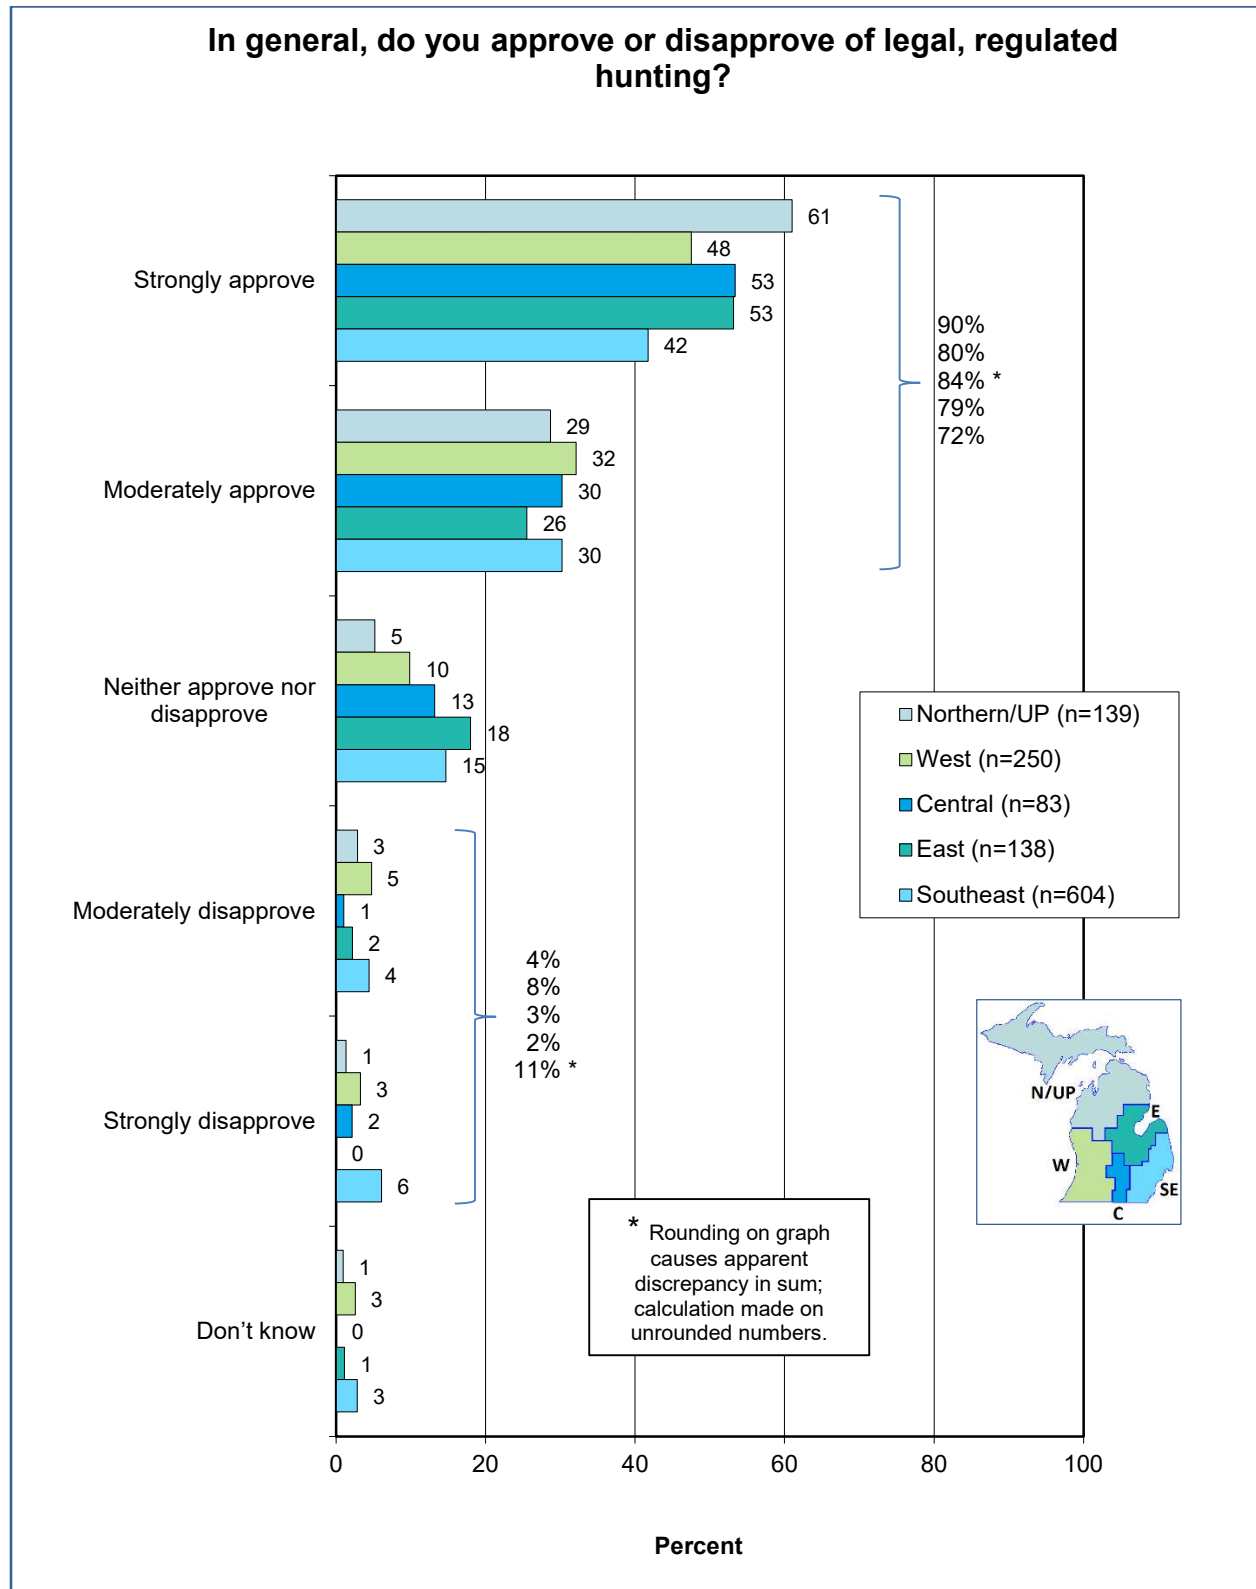 In general, do you approve or disapprove of legal, regulated
hunting?
Strongly approve
61
48
53
53
42
90%
80%
84% *
79%
72%
Moderately approve
29
32
30
26
30
Neither approve nor
disapprove
5
10
13
18
15
Northern/UP (n=139)
West (n=250)
Central (n=83)
East (n=138)
Southeast (n=604)
Moderately disapprove
3
5
1
2
4
4%
8%
3%
2%
11% *
Strongly disapprove
1
3
2
0
6
N/UP
E
W
SE
C
* Rounding on graph
causes apparent
discrepancy in sum;
calculation made on
unrounded numbers.
Don’t know
1
3
0
1
3
0
20
40
60
80
100
Percent